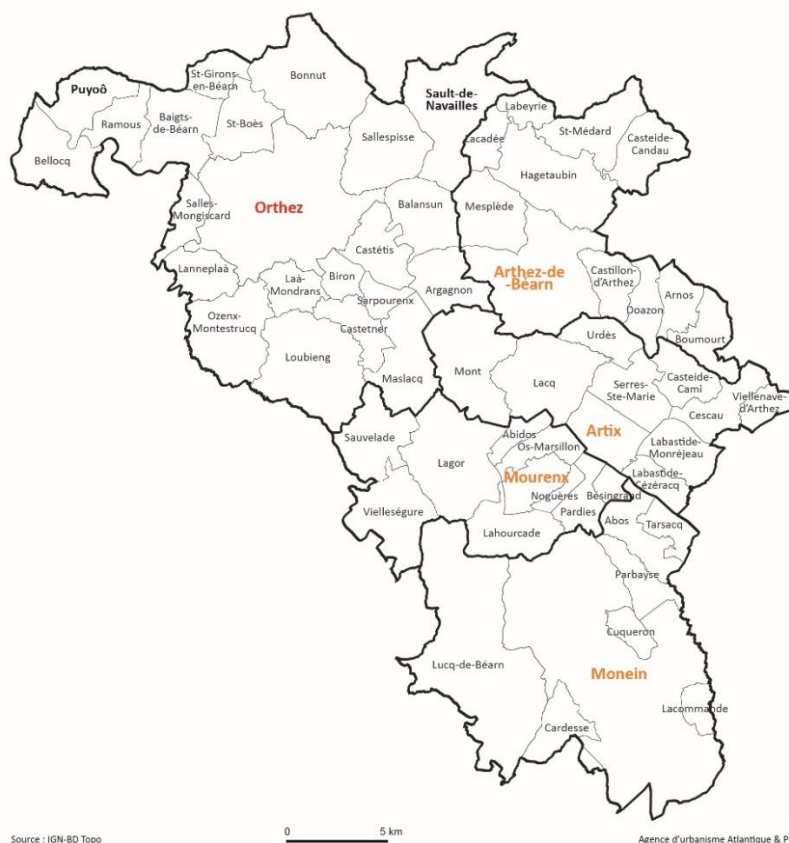 St-Girons-
en-Béarn
Bonnut
Puyoô
Sault-de-
Navailles
Ramous
Baigts-
de-Béarn
St-Boès
Bellocq
Sallespisse
Labeyrie
St-Médard
Lacadée
Casteide-
Candau
Hagetaubin
Salles-
Mongiscard
Orthez
Balansun
Mesplède
Castétis
Lanneplaà
Laà-
Mondrans
Biron
Sarpourenx
Argagnon
Arthez-de
-Béarn
Castillon-
d'Arthez
Doazon
Arnos
Boumourt
Ozenx-
Montestrucq
Castetner
Loubieng
Maslacq
Mont
Lacq
Urdès
Serres-
Ste-Marie
Casteide-
Cami
Viellenave-
d'Arthez
Cescau
Artix
Labastide-
Monréjeau
Labastide-
Cézéracq
Sauvelade
Lagor
Abidos
Os-Marsillon
Mourenx
Noguères
Bésingrand
Pardies
Vielleségure
Lahourcade
Abos
Tarsacq
Parbayse
Cuqueron
Lucq-de-Béarn
Monein
Lacommande
Cardesse
Source : IGN-BD Topo
0
5 km
Agence d'urbanisme Atlantique & P